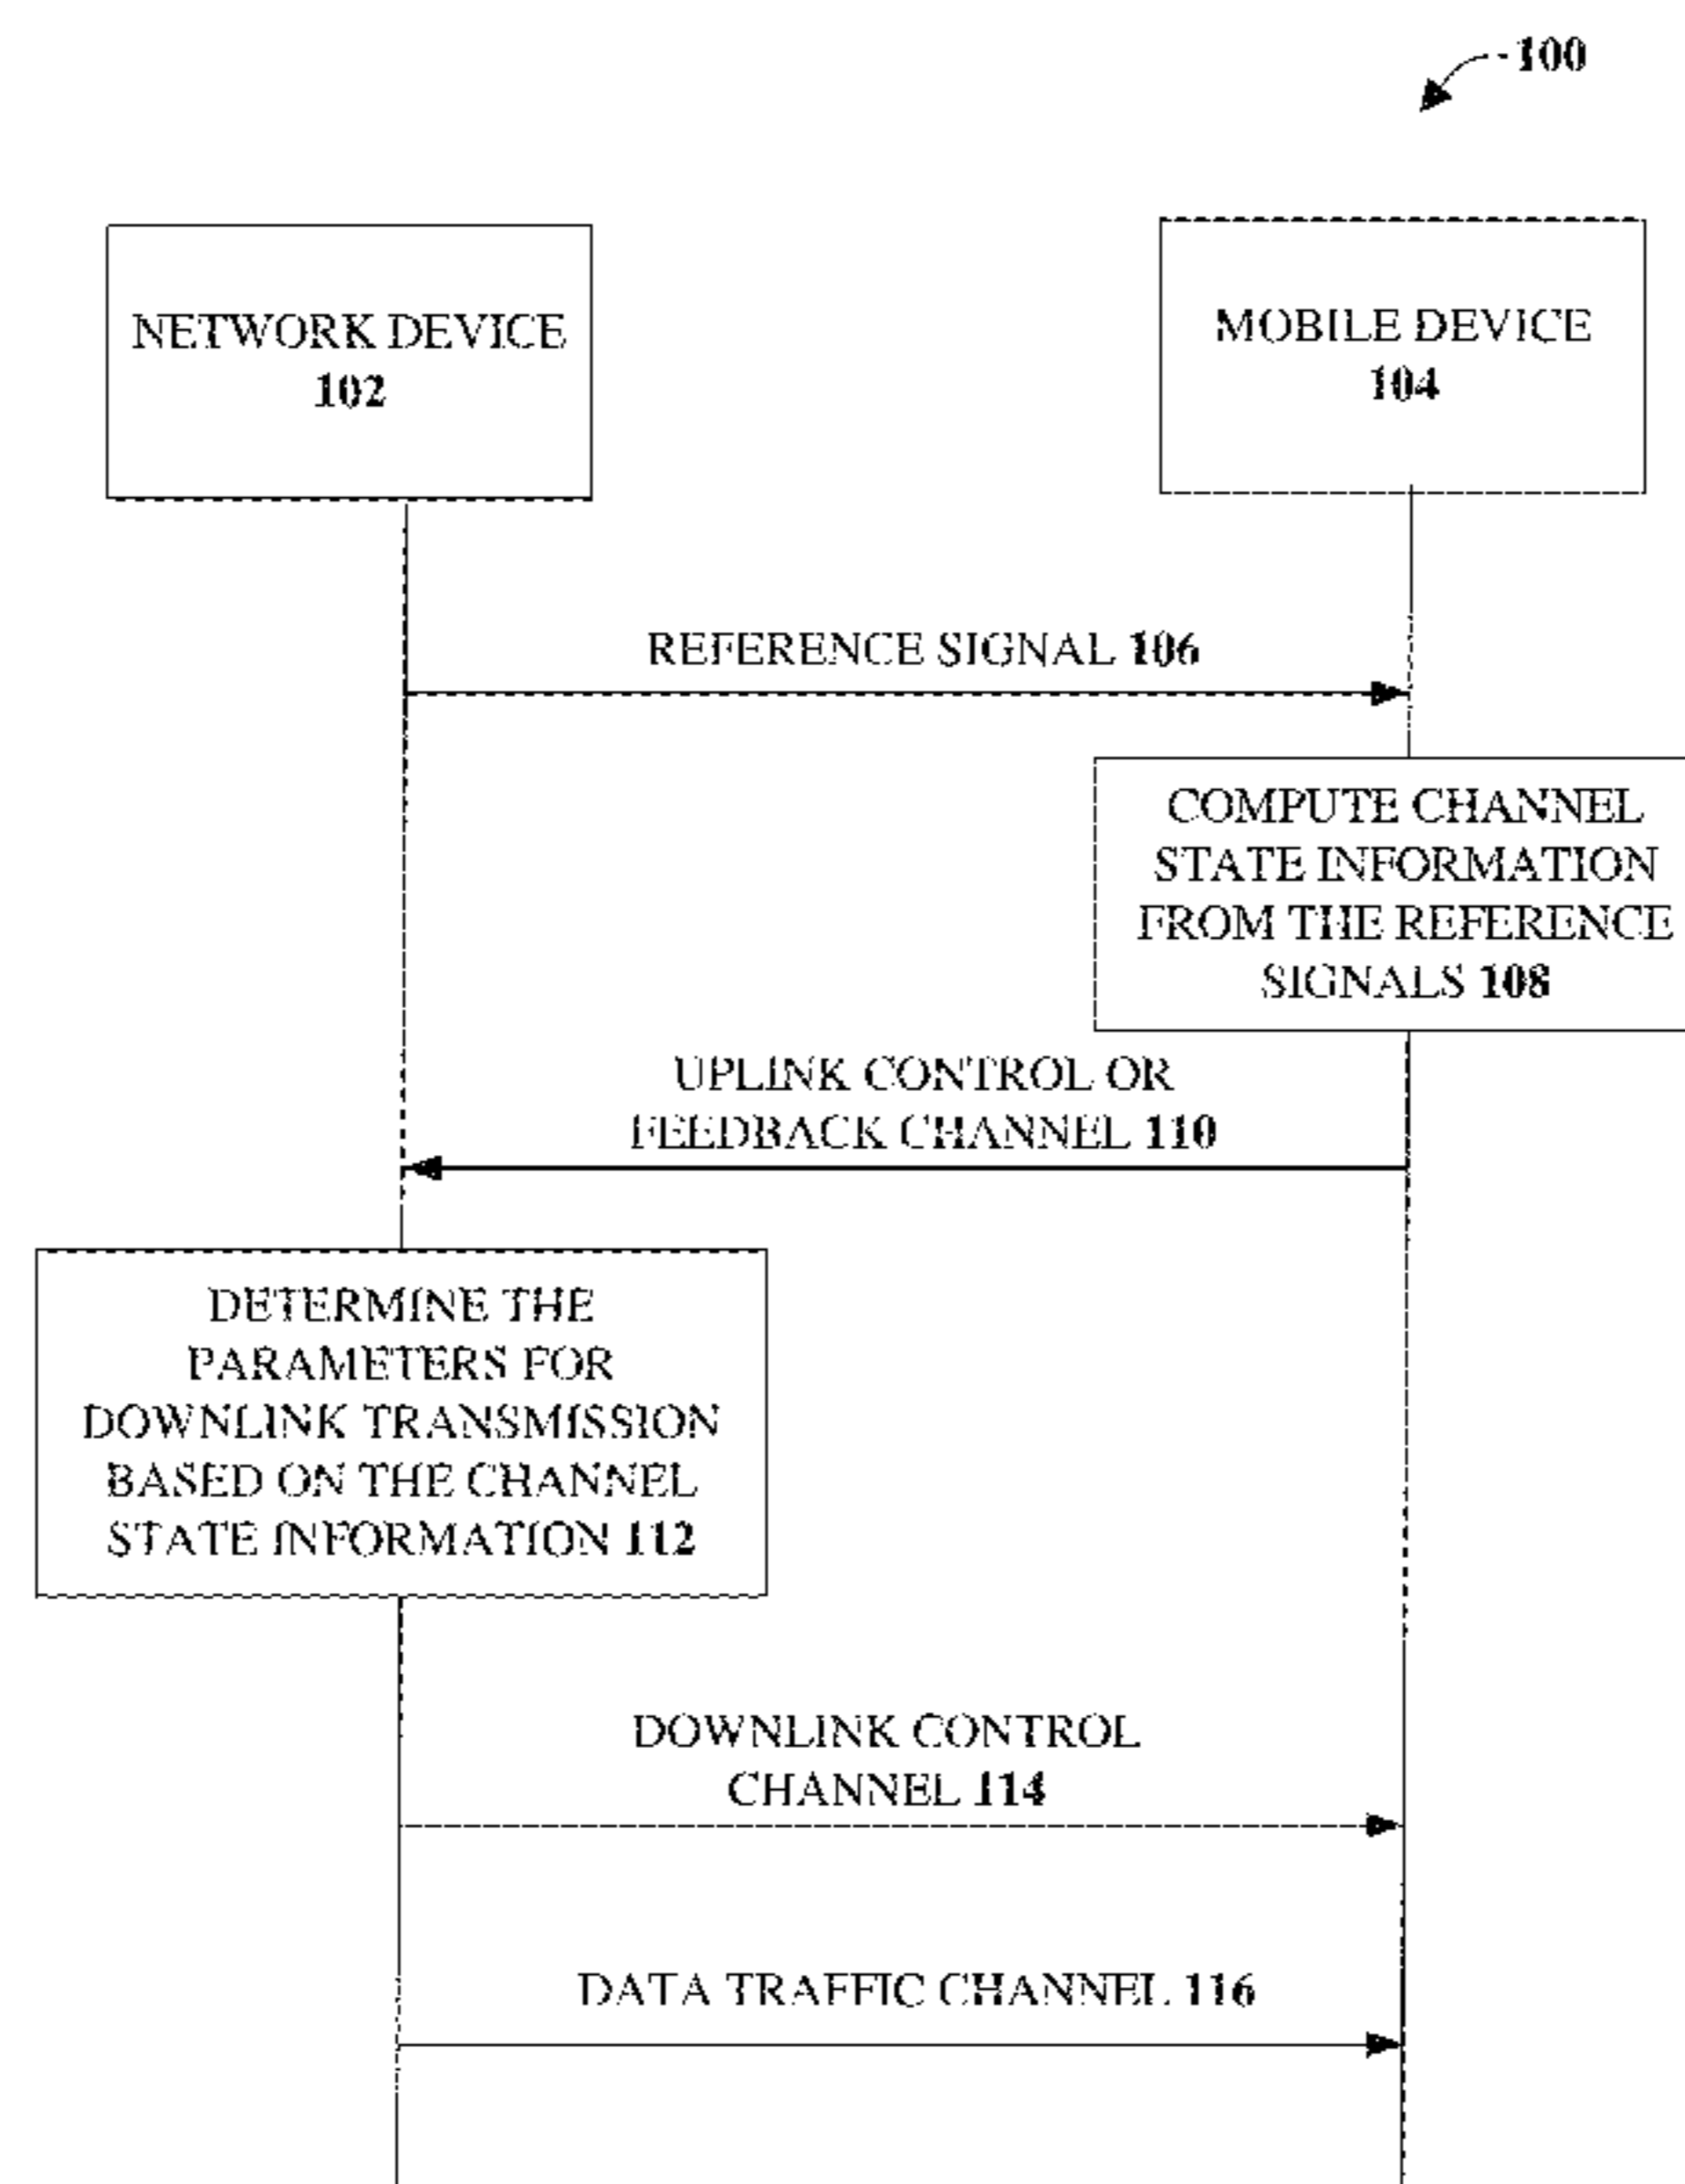 100
NETWORK DEVICE
102
MOBILE DEVICE
104
REFERENCE SIGNAL 106
COMPUTE CHANNEL
STATE INFORMATION
FROM THE REFERENCE
SIGNALS 108
UPLINK CONTROL OR
FEEDBACK CHANNEL 110
DETERMINE THE
PARAMETERS FOR
DOWNLINK TRANSMISSION
BASED ON THE CHANNEL
STATE INFORMATION 112
DOWNLINK CONTROL
CHANNEL 114
DATA TRAFFIC CHANNEL 116